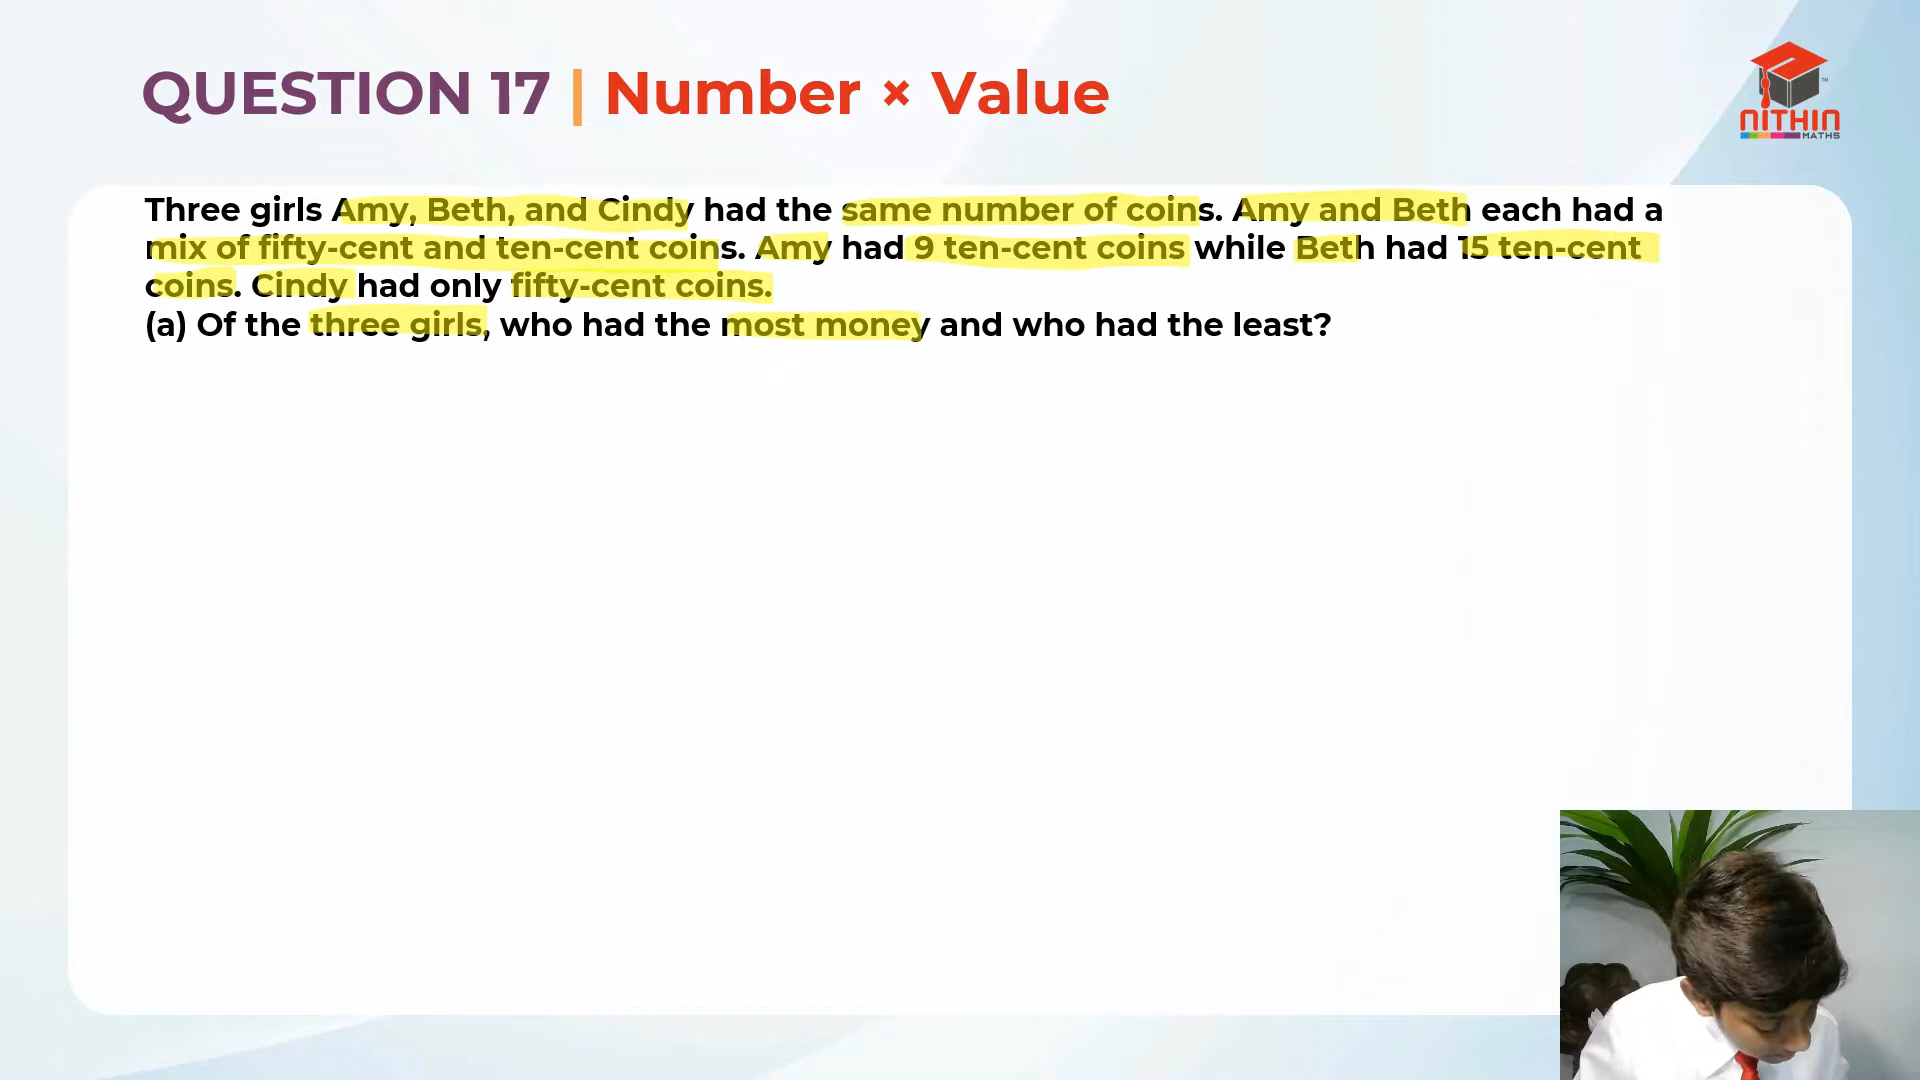 QUESTION 17 | Number × Value
NITHIN
MATHS
TM
Three girls Amy, Beth, and Cindy had the same number of coins. Amy and Beth each had a
mix of fifty-cent and ten-cent coins. Amy had 9 ten-cent coins while Beth had 15 ten-cent
coins. Cindy had only fifty-cent coins.
(a) Of the three girls, who had the most money and who had the least?